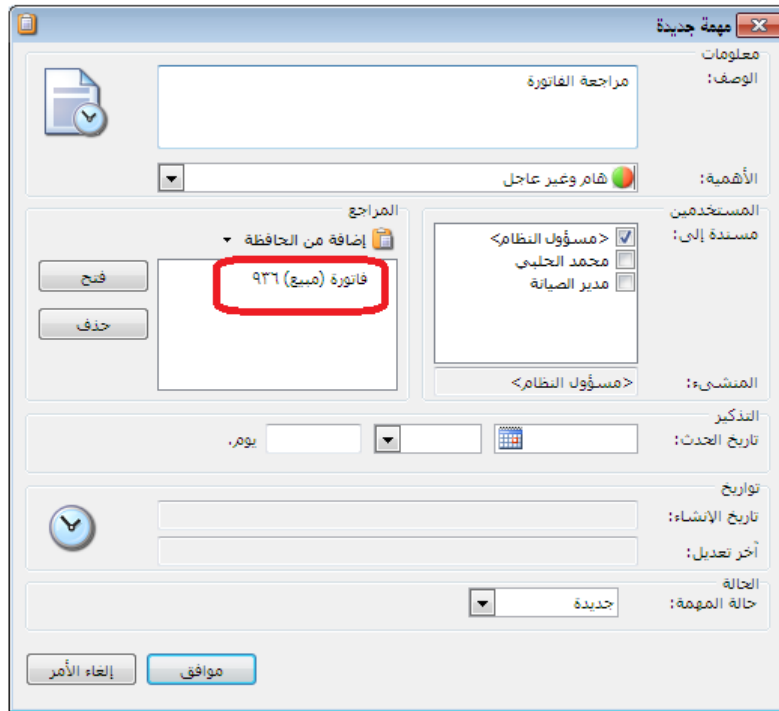 مهمة جديدة
معلومات
الوصف:
مراجعة الفاتورة
الأهمية:
هام وغير عاجل
المستخدمين
مسندة إلى:
<مسؤول النظام>
محمد الحلبي
مدير الصيانة
المنشىء:
<مسؤول النظام>
المراجع
إضافة من الحافظة
فاتورة (مبيع) ٩٣٦
فتح
حذف
التذكير
تاريخ الحدث:
يوم.
تواريخ
تاريخ الإنشاء:
آخر تعديل:
الحالة
حالة المهمة:
جديدة
موافق
إلغاء الأمر